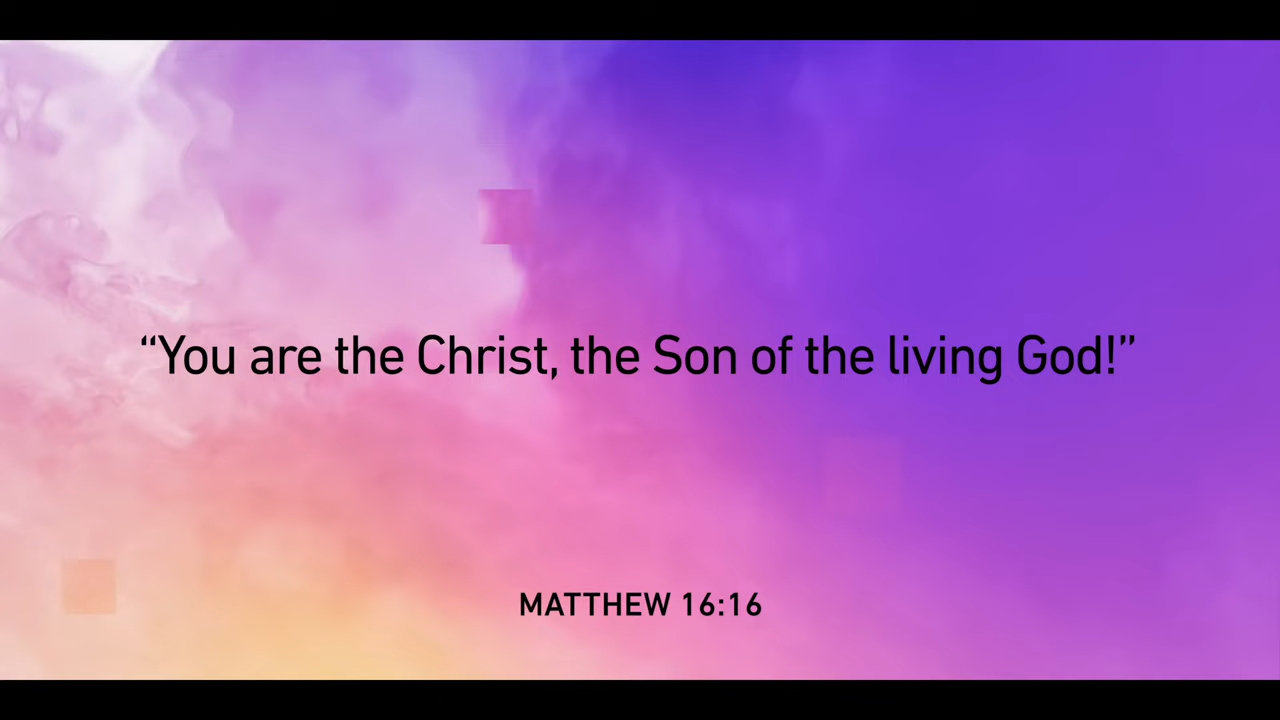 “You are the Christ, the Son of the living God!”
MATTHEW 16:16